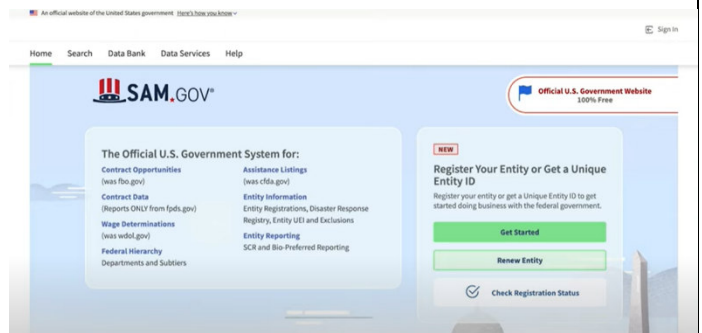 An official website of the United States government Here's how you know
Sign In
Home Search Data Bank Data Services Help
SAM.GOV®
Official U.S. Government Website
100% Free
The Official U.S. Government System for:
Contract Opportunities
(was fbo.gov)
Contract Data
(Reports ONLY from fpds.gov)
Wage Determinations
(was wdol.gov)
Federal Hierarchy
Departments and Subtiers
Assistance Listings
(was cfda.gov)
Entity Information
Entity Registrations, Disaster Response
Registry, Entity UEI and Exclusions
Entity Reporting
SCR and Bio-Preferred Reporting
NEW
Register Your Entity or Get a Unique
Entity ID
Register your entity or get a Unique Entity ID to get
started doing business with the federal government.
Get Started
Renew Entity
Check Registration Status